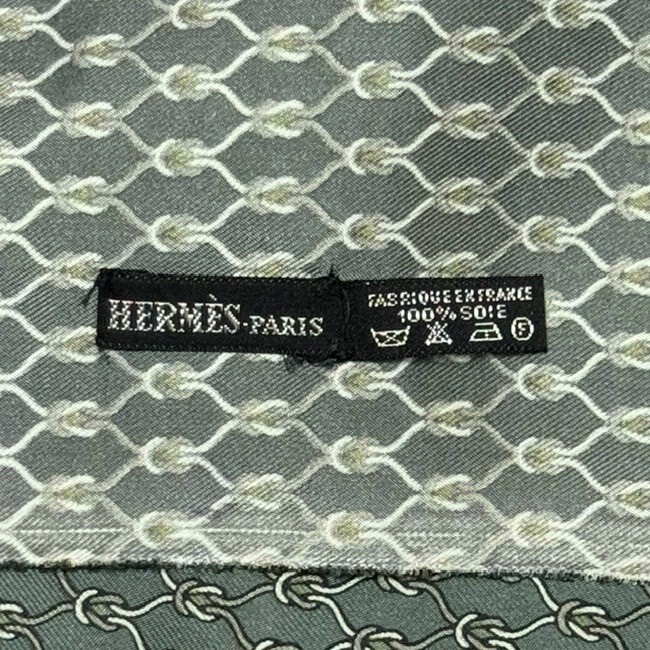 HERMÈS-PARIS
FABRIQUE EN FRANCE
100% SOIE
F